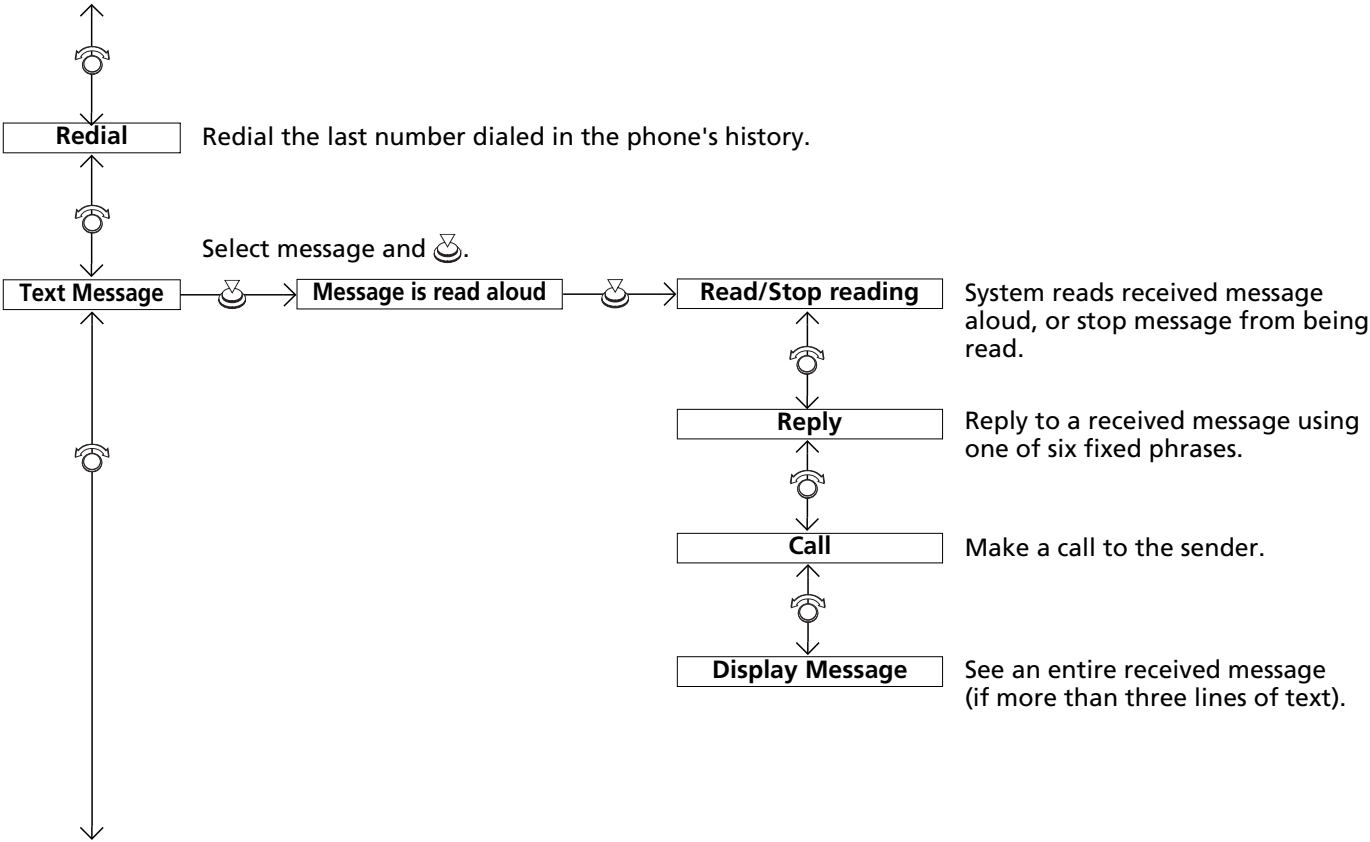 Redial
Redial the last number dialed in the phone's history.
Select message and .
Text Message
Message is read aloud
Read/Stop reading
System reads received message
aloud, or stop message from being
read.
Reply
Reply to a received message using
one of six fixed phrases.
Call
Make a call to the sender.
Display Message
See an entire received message
(if more than three lines of text).